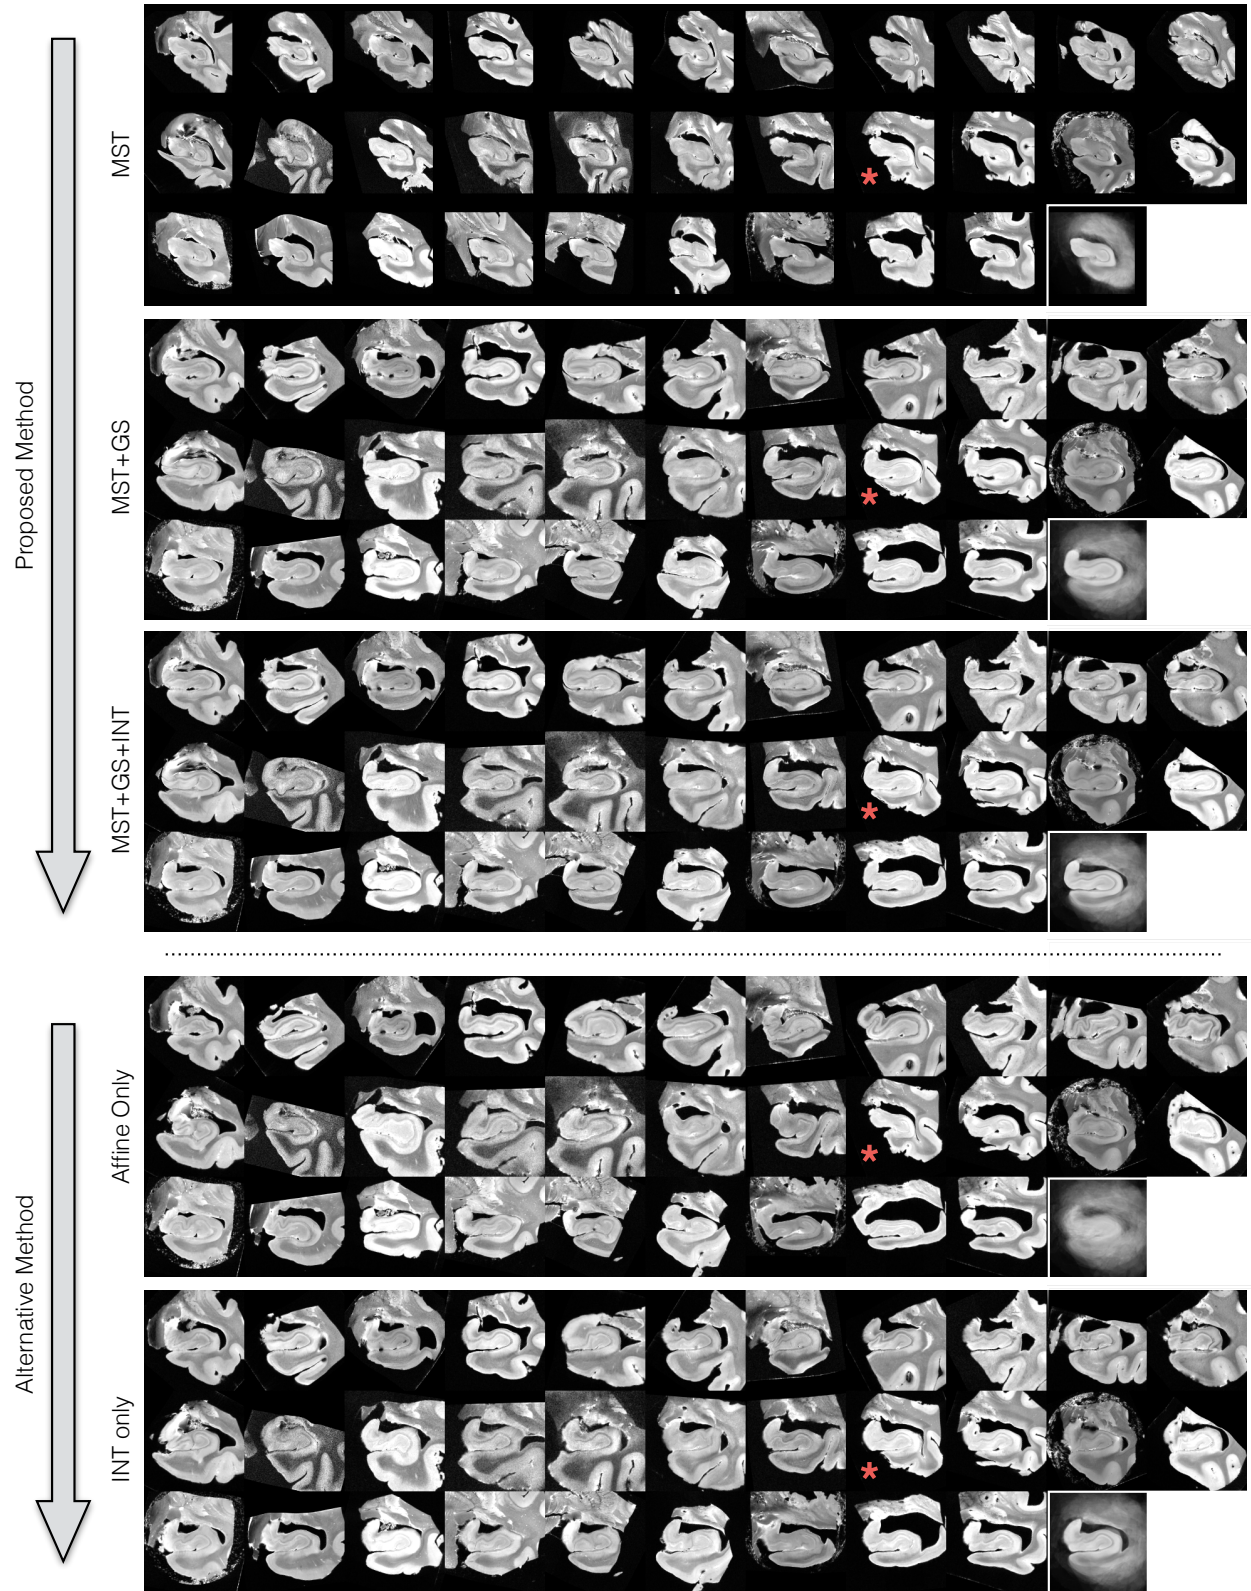 Proposed Method
MST
*
MST+GS
*
MST+GS+INT
*
Alternative Method
Affine Only
*
INT only
*